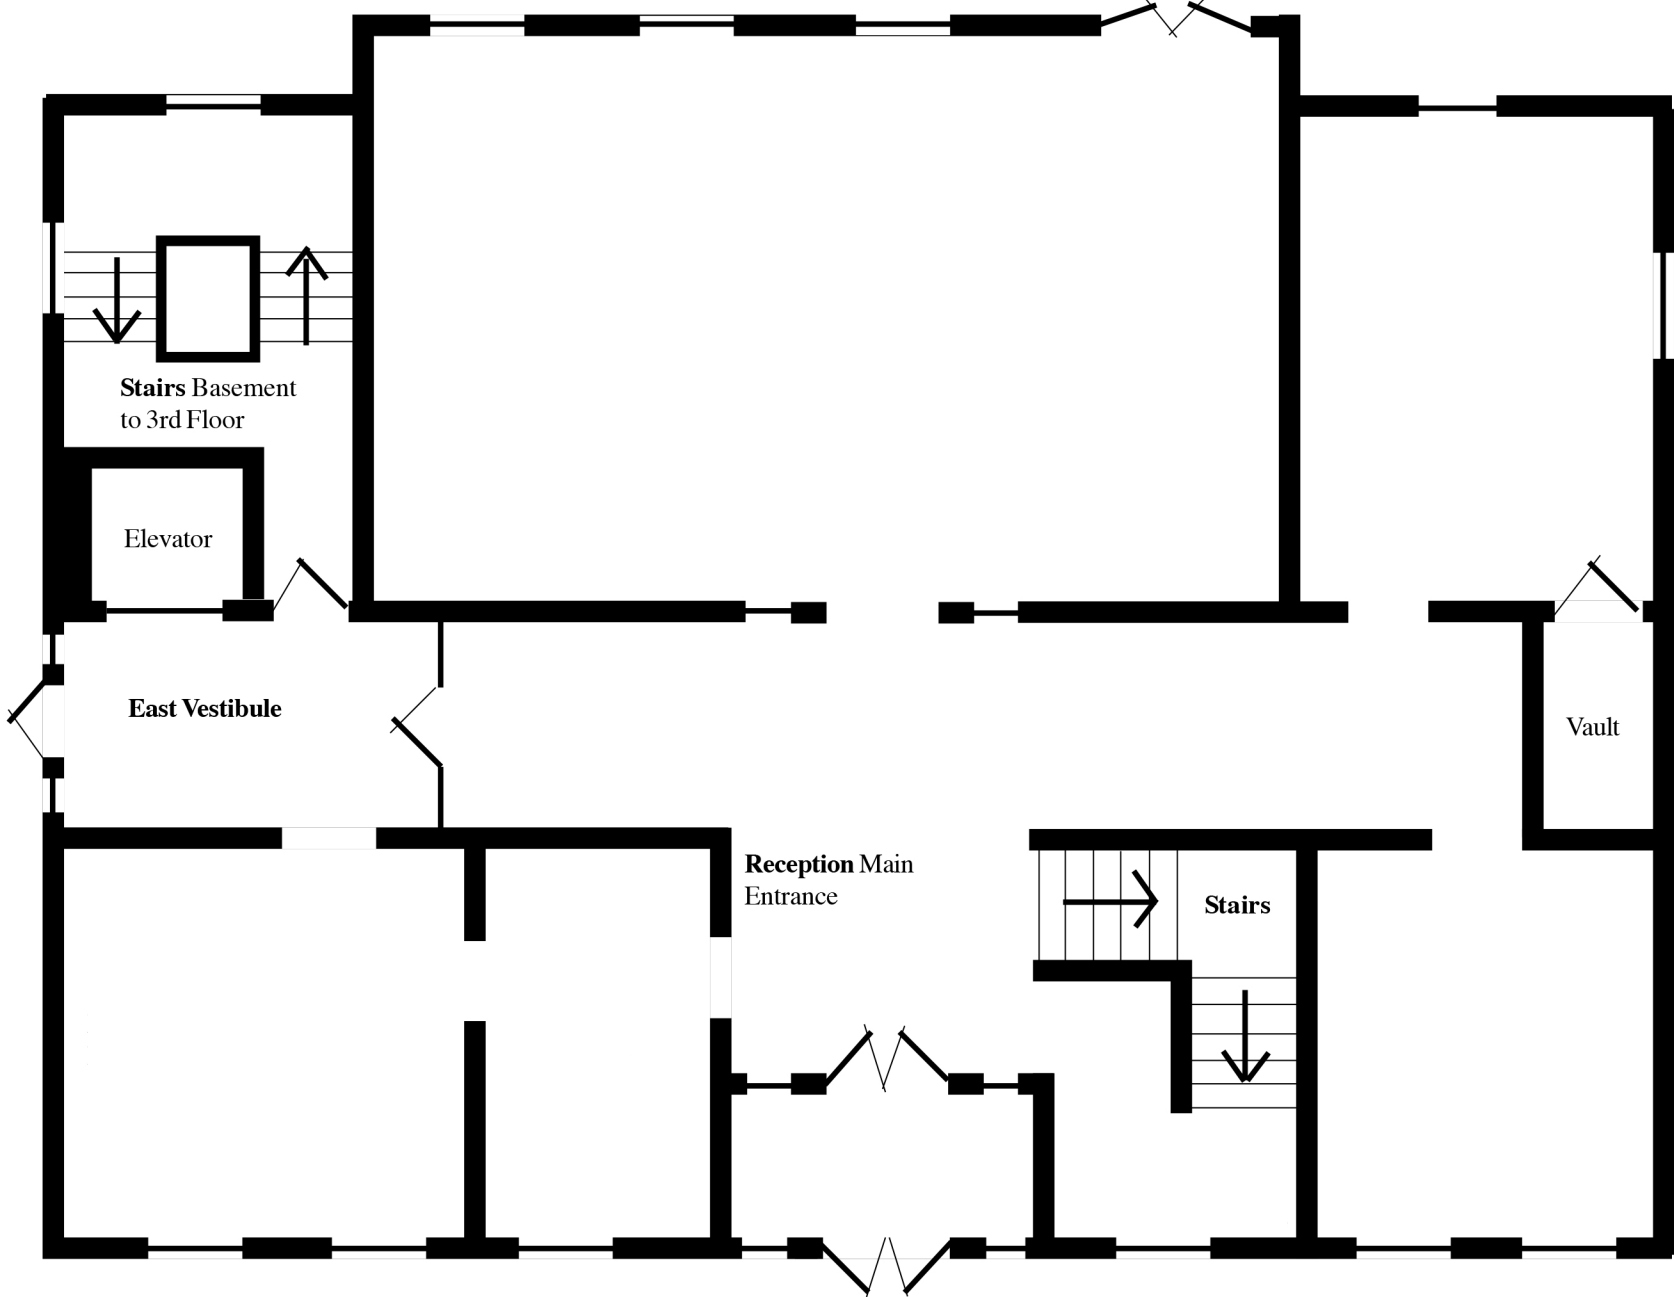 Stairs Basement
to 3rd Floor
Elevator
East Vestibule
Vault
Reception Main
Entrance
Stairs